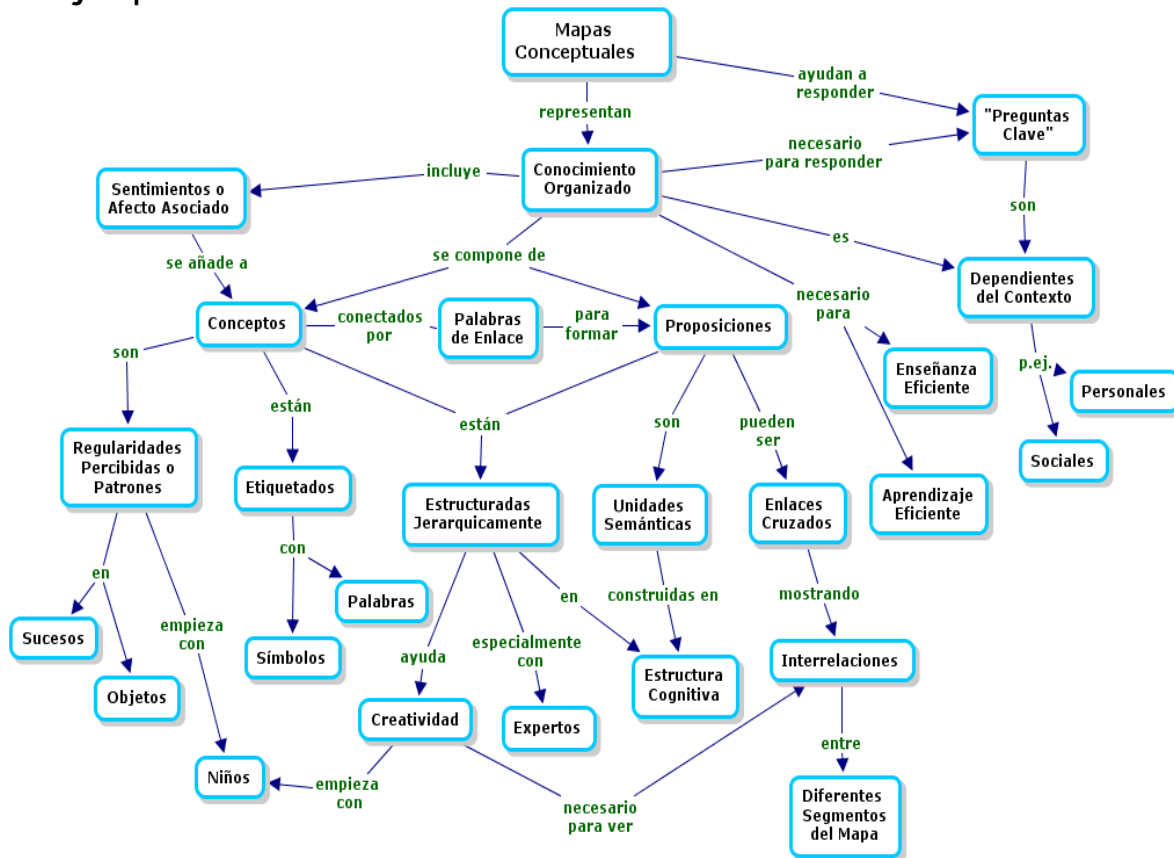 Mapas
Conceptuales
ayudan a
responder
representan
"Preguntas
Clave"
necesario
para responder
Conocimiento
Organizado
incluye
Sentimientos o
Afecto Asociado
son
es
se añade a
se compone de
Dependientes
del Contexto
necesario
para
Conceptos
conectados
por
Palabras
de Enlace
para
formar
Proposiciones
son
Enseñanza
Eficiente
p.ej.
Personales
están
están
son
pueden
ser
Regularidades
Percibidas o
Patrones
Sociales
Etiquetados
Estructuradas
Jerarquicamente
Unidades
Semánticas
Enlaces
Cruzados
Aprendizaje
Eficiente
con
en
Palabras
en
construidas en
mostrando
Sucesos
empieza
con
Símbolos
ayuda
especialmente
con
Interrelaciones
Objetos
Estructura
Cognitiva
Creatividad
Expertos
entre
Niños
empieza
con
necesario
para ver
Diferentes
Segmentos
del Mapa